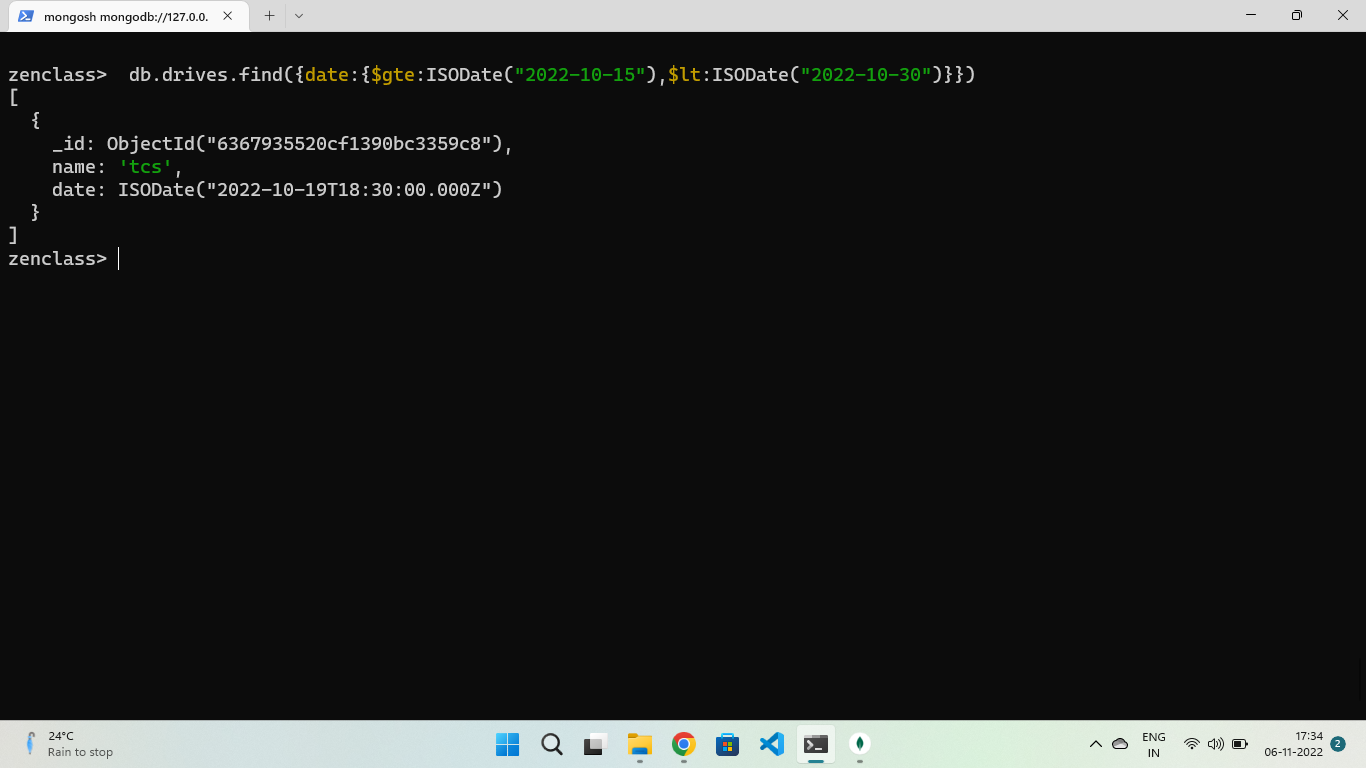 mongosh mongodb://127.0.0.
zenclass>  db.drives.find({date:{$gte:ISODate("2022-10-15"),$lt:ISODate("2022-10-30")}})
[
  {
    _id: ObjectId("6367935520cf1390bc3359c8"),
    name: 'tcs',
    date: ISODate("2022-10-19T18:30:00.000Z")
  }
]
zenclass>
24°C
Rain to stop
ENG
IN
17:34
06-11-2022
2